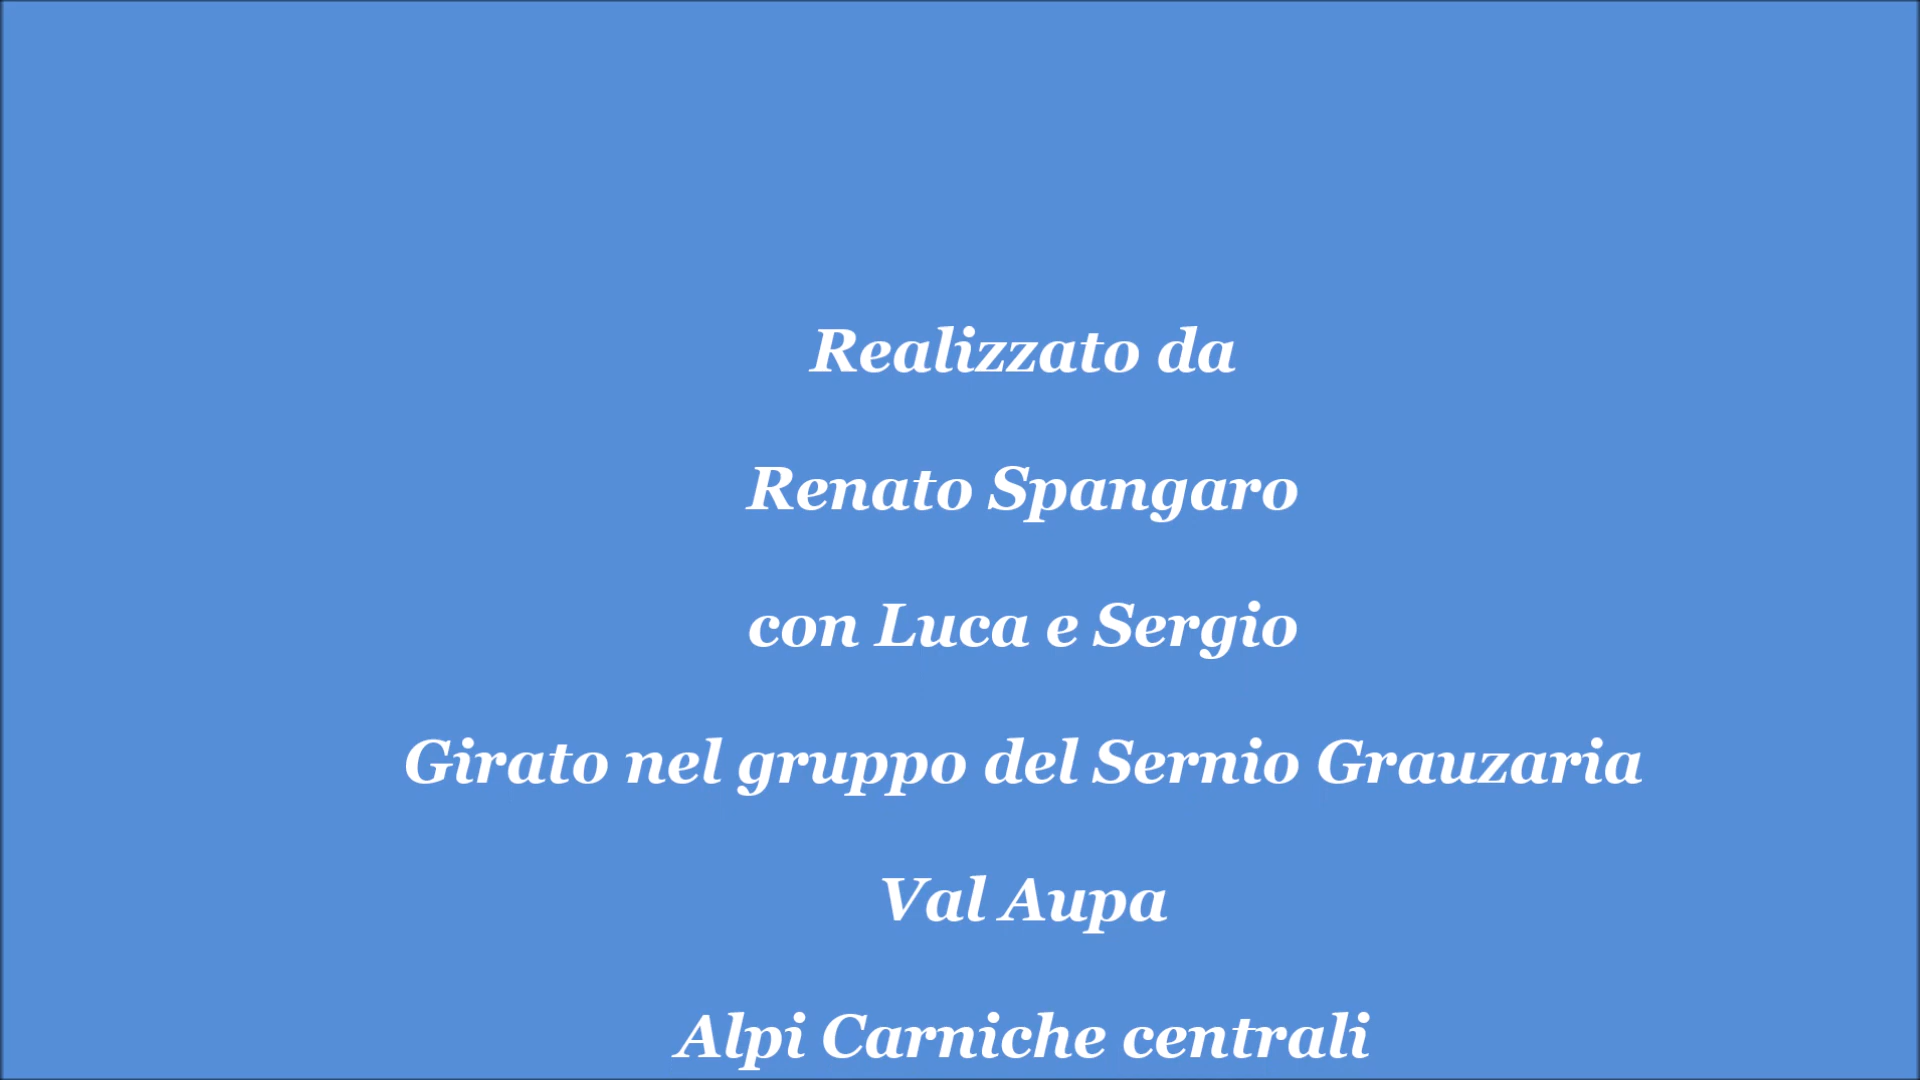 Realizzato da
Renato Spangaro
con Luca e Sergio
Girato nel gruppo del Sernio Grauzaria
Val Aupa
Alpi Carniche centrali